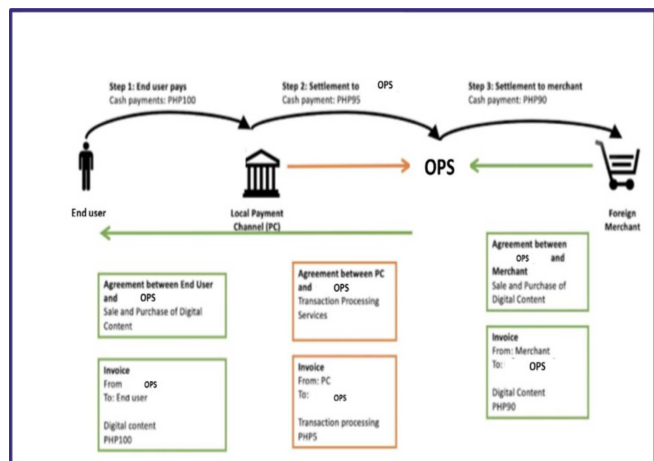 Step 1: End user pays
Cash payments: PHP100
Step 2: Settlement to OPS
Cash payment: PHP95
Step 3: Settlement to merchant
Cash payment: PHP90
OPS
End user
Local Payment
Channel (PC)
Foreign
Merchant
Agreement between End User
and OPS
Sale and Purchase of Digital
Content
Agreement between PC
and OPS
Transaction Processing
Services
Agreement between
OPS and
Merchant
Sale and Purchase of
Digital Content
Invoice
From OPS
To: End user
Digital content
PHP100
Invoice
From: PC
To: OPS
Transaction processing
PHP5
Invoice
From: Merchant
To: OPS
Digital Content
PHP90